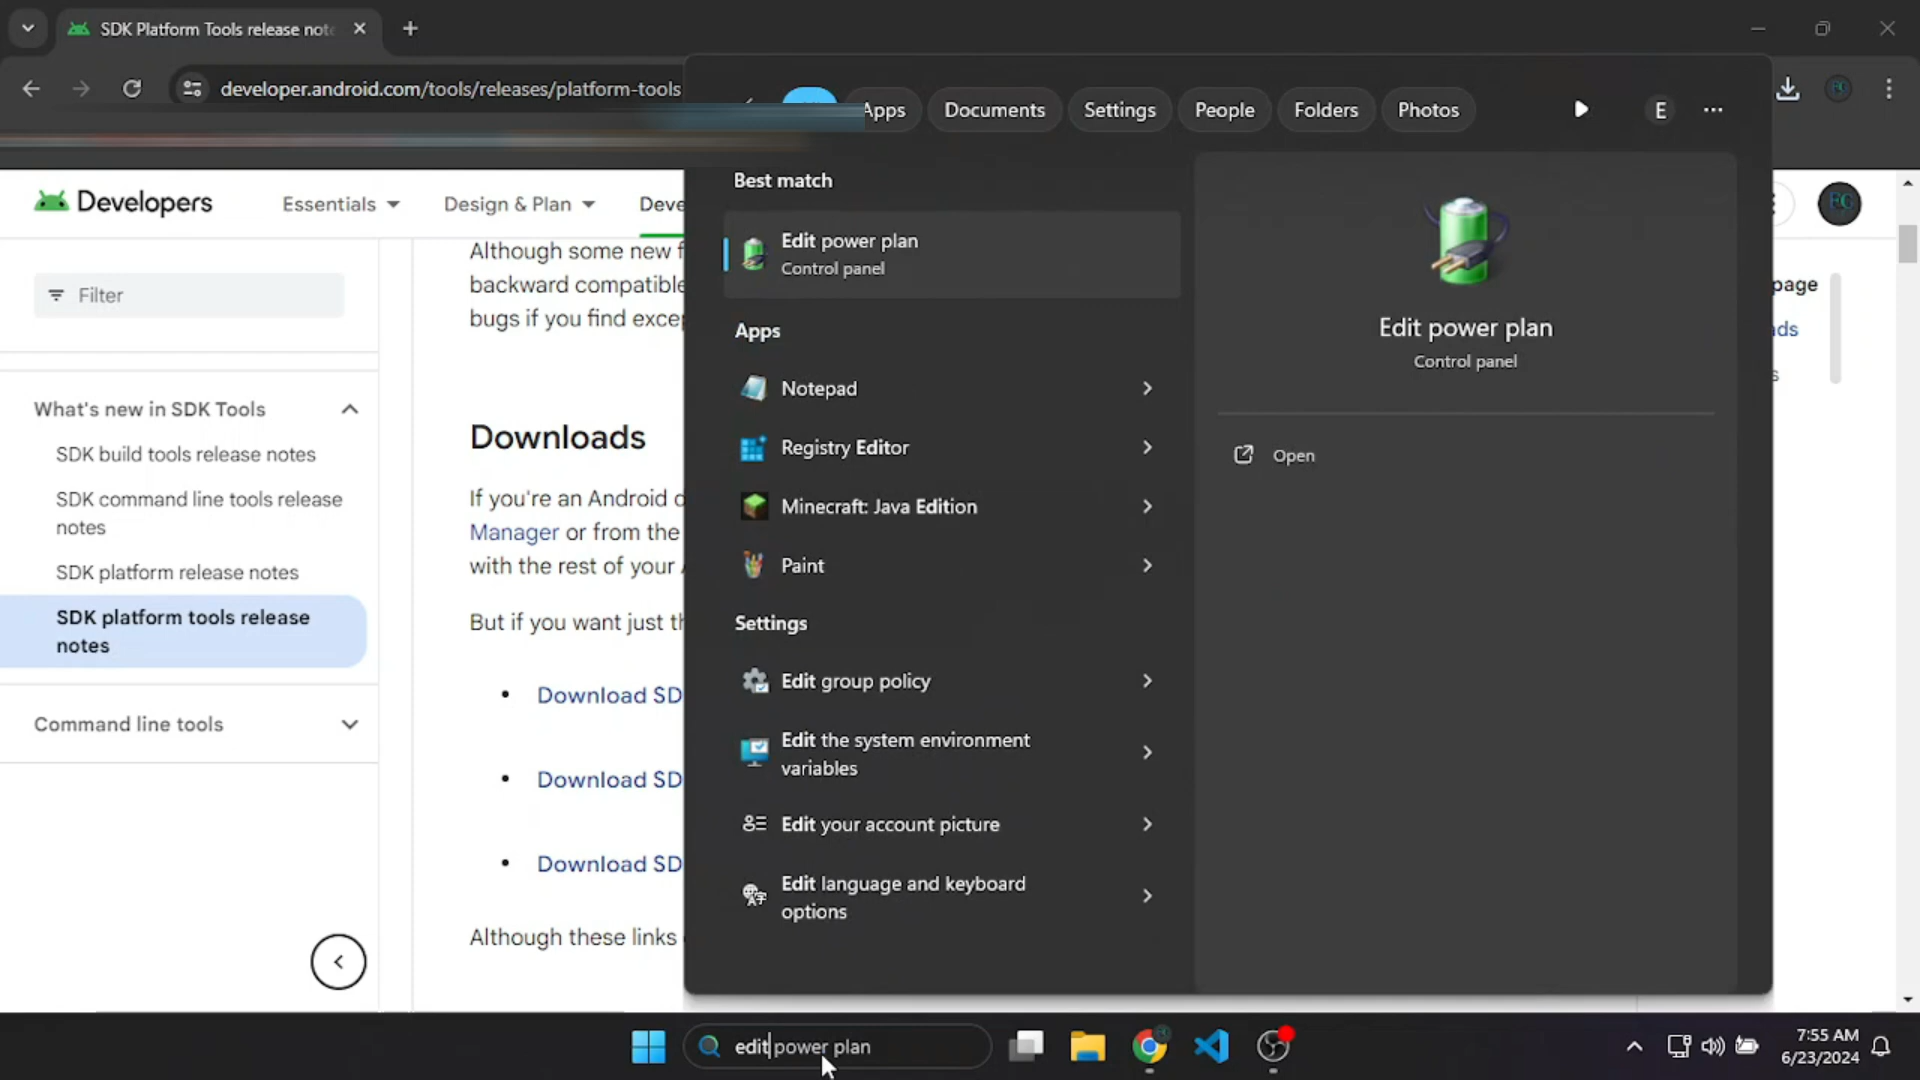 SDK Platform Tools release not
developer.android.com/tools/releases/platform-tools
Apps
Documents
Settings
People
Folders
Photos
E
Developers
Essentials
Design & Plan
Deve
Filter
What's new in SDK Tools
SDK build tools release notes
SDK command line tools release
notes
SDK platform release notes
SDK platform tools release
notes
Command line tools
Although some new f
backward compatible
bugs if you find excep
Downloads
If you're an Android d
Manager or from the
with the rest of your
But if you want just th
• Download SD
• Download SD
• Download SD
Although these links
Best match
Edit power plan
Control panel
Apps
Notepad
Registry Editor
Minecraft: Java Edition
Paint
Settings
Edit group policy
Edit the system environment
variables
Edit your account picture
Edit language and keyboard
options
Edit power plan
Control panel
Open
page
ds
s
edit power plan
7:55 AM
6/23/2024